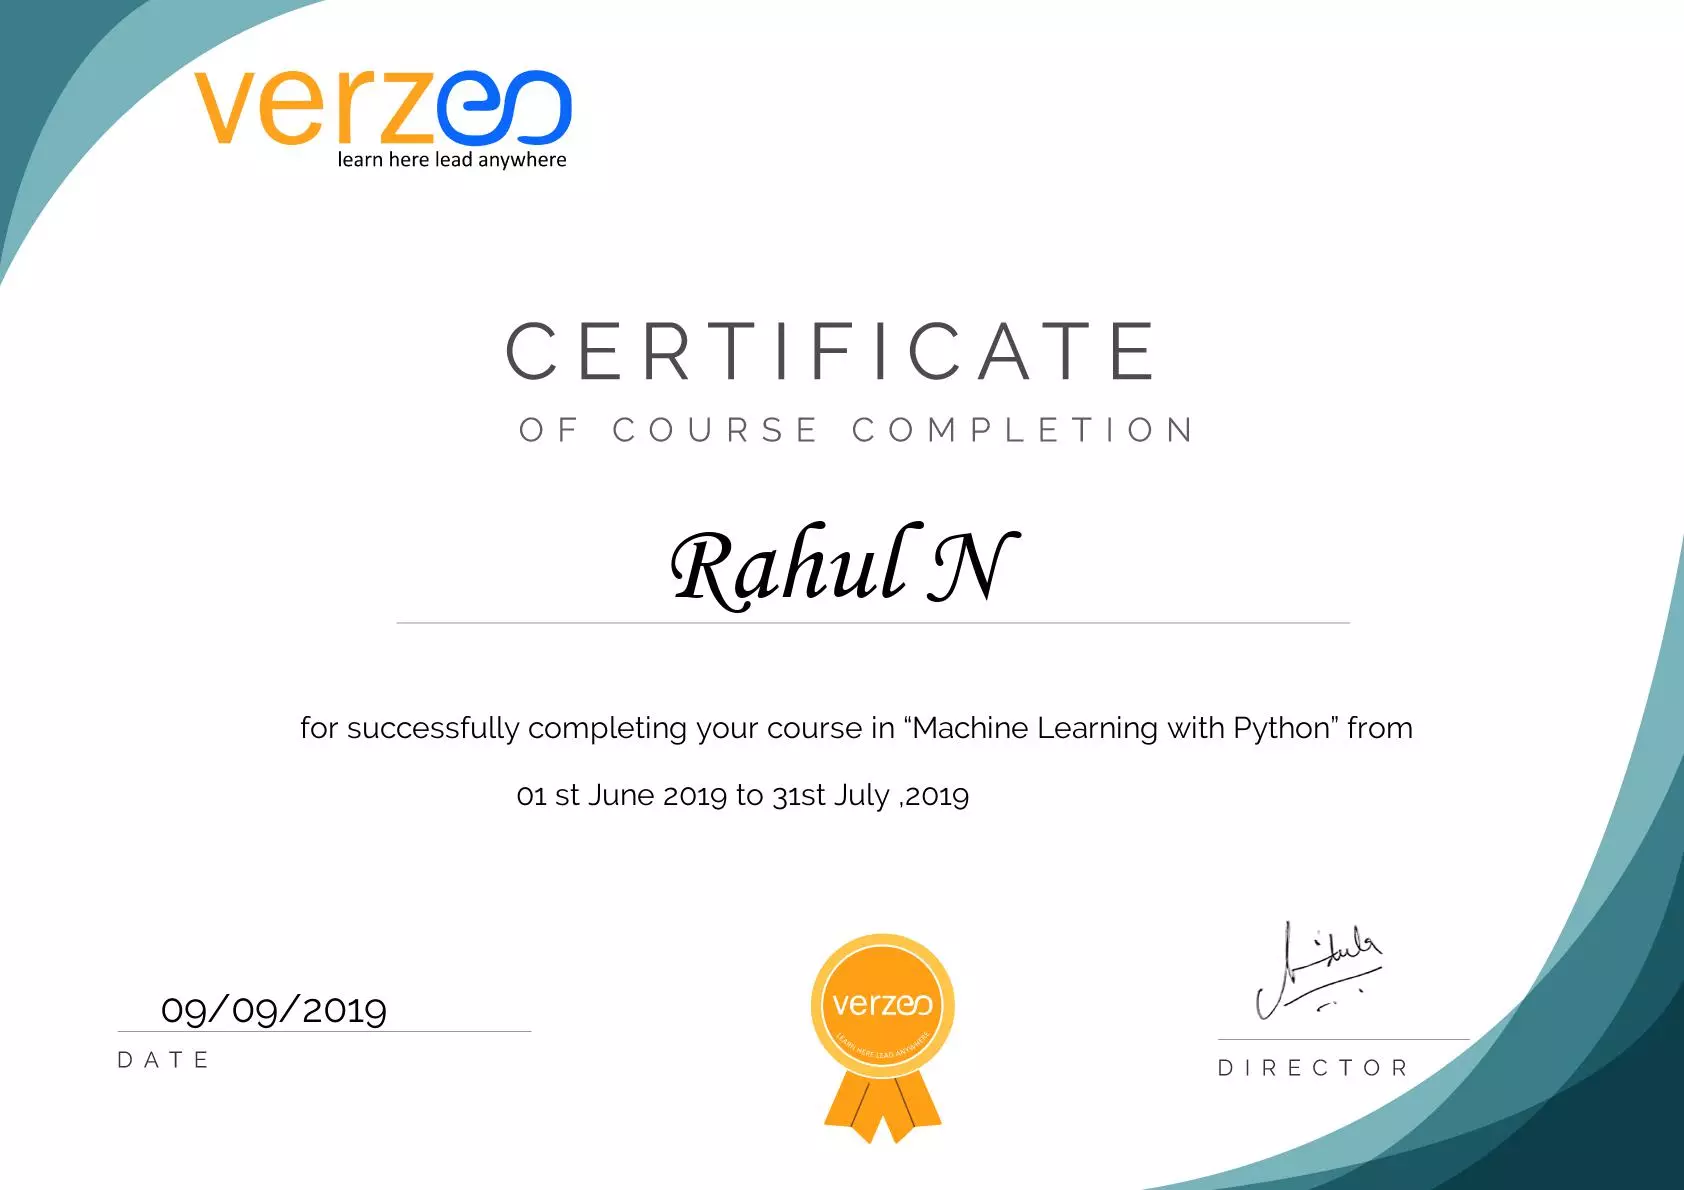 verzeo
learn here lead anywhere
CERTIFICATE
OF COURSE COMPLETION
Rahul N
for successfully completing your course in “Machine Learning with Python” from
01 st June 2019 to 31st July ,2019
09/09/2019
DATE
verzeo
LEARN HERE LEAD ANYWHERE
DIRECTOR